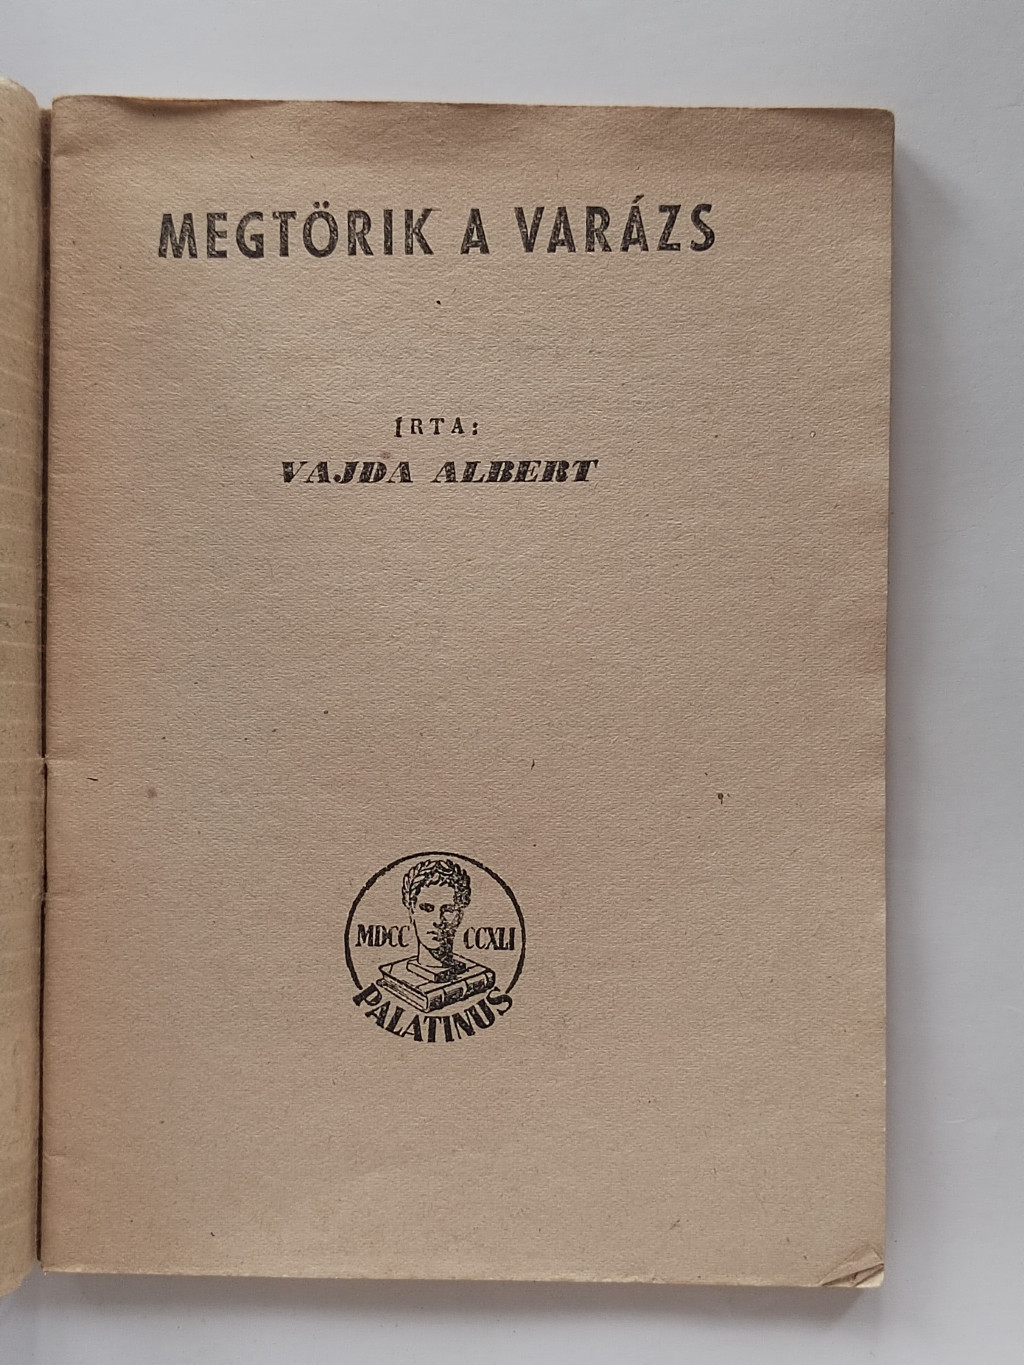 MEGTÖRIK A VARÁZS
ÍRTA:
VAJDA ALBERT
MDCC CCXLI
PALATINUS